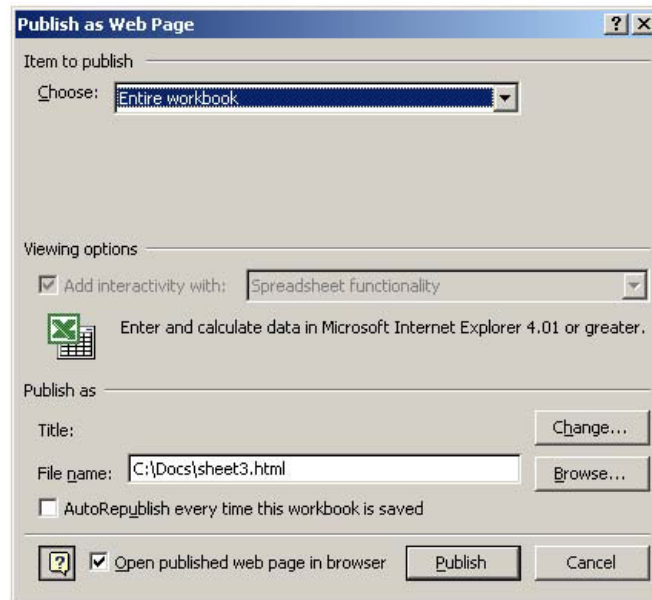 Publish as Web Page
Item to publish
Choose: Entire workbook
Viewing options
Add interactivity with: Spreadsheet functionality
Enter and calculate data in Microsoft Internet Explorer 4.01 or greater.
Publish as
Title: Change...
File name: C:\Docs\sheet3.html Browse...
AutoRepublish every time this workbook is saved
Open published web page in browser Publish Cancel